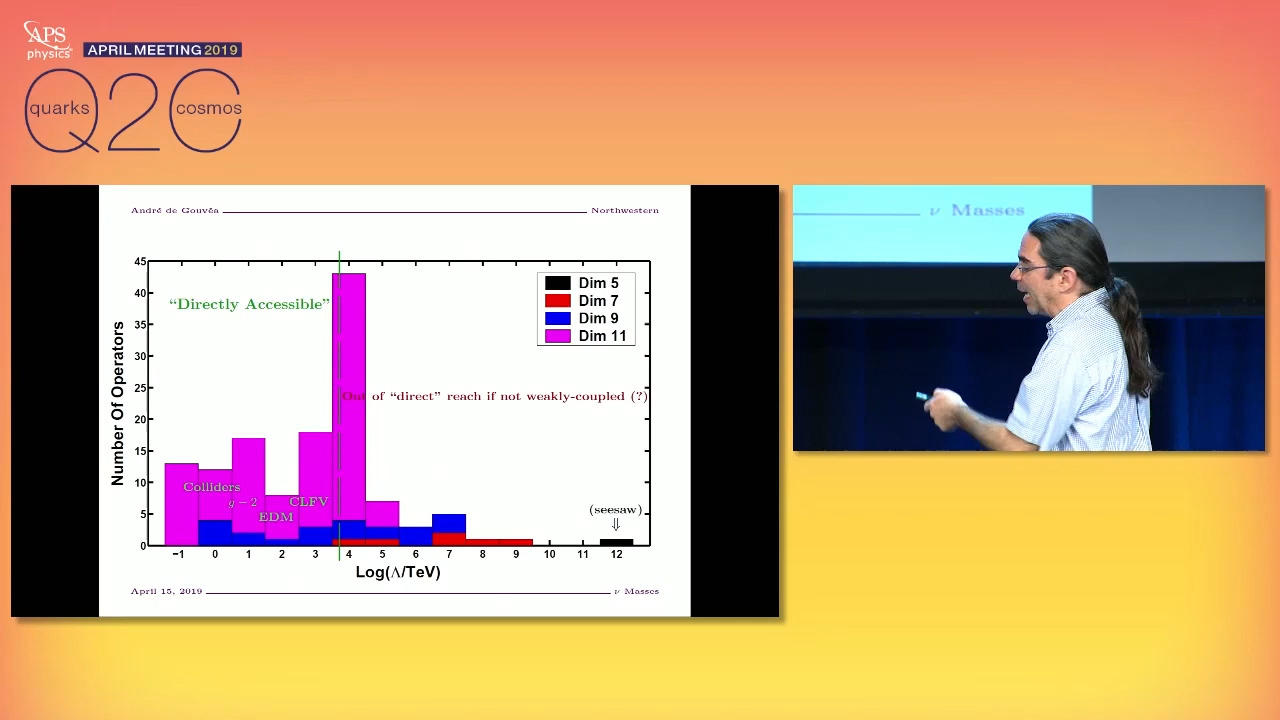 APS
physics
APRIL MEETING 2019
Q2C
quarks
cosmos
André de Gouvêa
Northwestern
Number Of Operators
45
40
35
30
25
20
15
10
5
0
“Directly Accessible”
Dim 5
Dim 7
Dim 9
Dim 11
Out of “direct” reach if not weakly-coupled (?)
Colliders
g − 2
CLFV
EDM
(seesaw)
⇓
−1 0 1 2 3 4 5 6 7 8 9 10 11 12
Log(Λ/TeV)
April 15, 2019
ν Masses
ν Masses